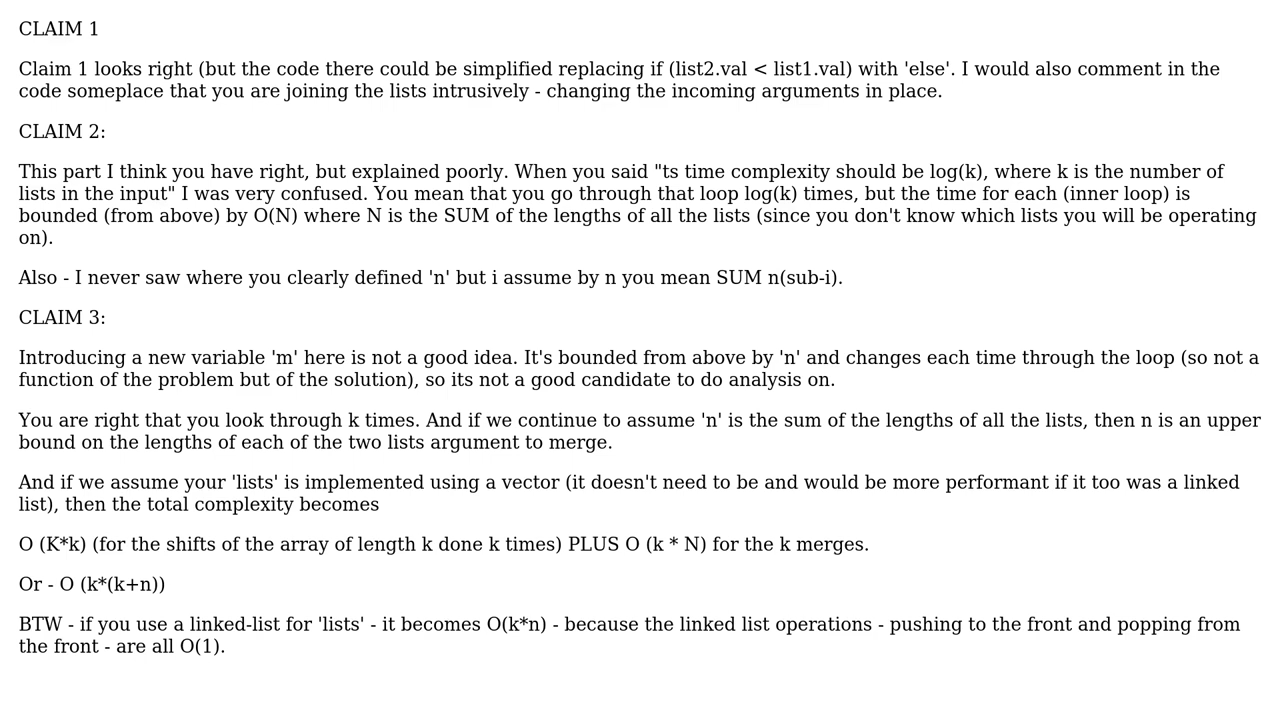 CLAIM 1
Claim 1 looks right (but the code there could be simplified replacing if (list2.val < list1.val) with 'else'. I would also comment in the
code someplace that you are joining the lists intrusively - changing the incoming arguments in place.
CLAIM 2:
This part I think you have right, but explained poorly. When you said "ts time complexity should be log(k), where k is the number of
lists in the input" I was very confused. You mean that you go through that loop log(k) times, but the time for each (inner loop) is
bounded (from above) by O(N) where N is the SUM of the lengths of all the lists (since you don't know which lists you will be operating
on).
Also - I never saw where you clearly defined 'n' but i assume by n you mean SUM n(sub-i).
CLAIM 3:
Introducing a new variable 'm' here is not a good idea. It's bounded from above by 'n' and changes each time through the loop (so not a
function of the problem but of the solution), so its not a good candidate to do analysis on.
You are right that you look through k times. And if we continue to assume 'n' is the sum of the lengths of all the lists, then n is an upper
bound on the lengths of each of the two lists argument to merge.
And if we assume your 'lists' is implemented using a vector (it doesn't need to be and would be more performant if it too was a linked
list), then the total complexity becomes
O (K*k) (for the shifts of the array of length k done k times) PLUS O (k * N) for the k merges.
Or - O (k*(k+n))
BTW - if you use a linked-list for 'lists' - it becomes O(k*n) - because the linked list operations - pushing to the front and popping from
the front - are all O(1).